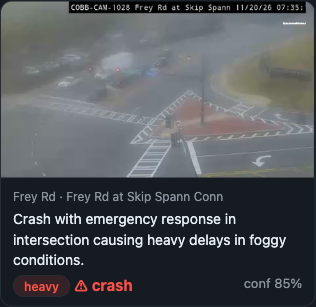 COBB-CAM-1028 Frey Rd at Skip Spann 11/20/26 07:35:
Frey Rd · Frey Rd at Skip Spann Conn
Crash with emergency response in
intersection causing heavy delays in foggy
conditions.
heavy ⚠ crash conf 85%